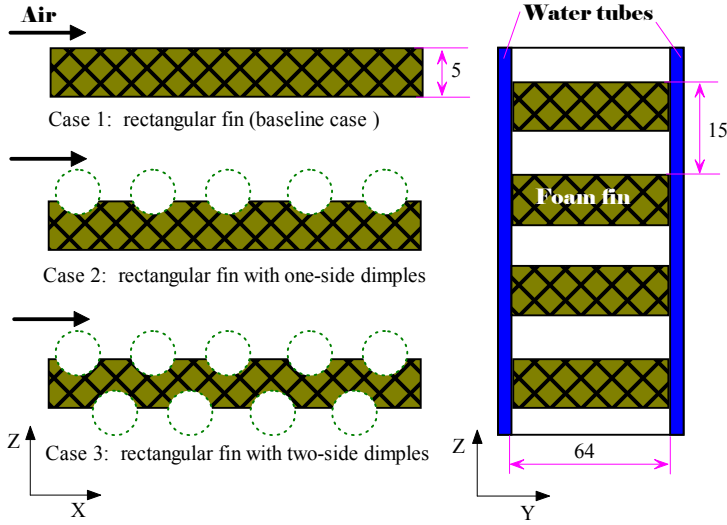 Air
5
Case 1: rectangular fin (baseline case )
Case 2: rectangular fin with one-side dimples
Case 3: rectangular fin with two-side dimples
Z
X
Water tubes
15
Foam fin
64
Z
Y